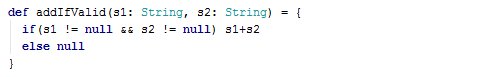 def addIfValid(s1: String, s2: String) = {
  if(s1 != null && s2 != null) s1+s2
  else null
}